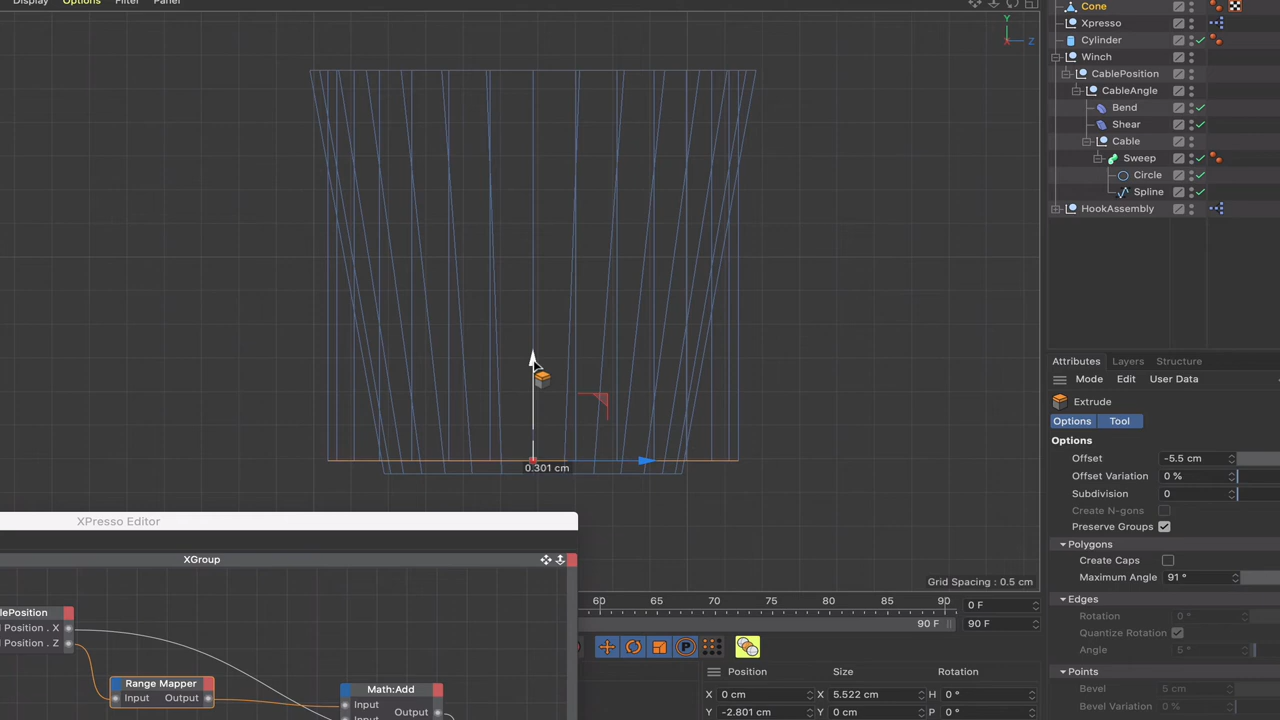 Display Options Filter Panel
Y
Z
0.301 cm
Grid Spacing : 0.5 cm
Cone
Xpresso
Cylinder
Winch
CablePosition
CableAngle
Bend
Shear
Cable
Sweep
Circle
Spline
HookAssembly
Attributes Layers Structure
Mode Edit User Data
Extrude
Options Tool
Options
Offset -5.5 cm
Offset Variation 0 %
Subdivision 0
Create N-gons
Preserve Groups
Polygons
Create Caps
Maximum Angle 91 °
Edges
Rotation 0 °
Quantize Rotation
Angle 5 °
Points
Bevel 5 cm
Bevel Variation 0 %
XPresso Editor
XGroup
lePosition
Position . X
Position . Z
Range Mapper
Input Output
Math:Add
Input
Output
60 65 70 75 80 85 90 0 F
90 F 90 F
Position Size Rotation
X 0 cm X 5.522 cm H 0 °
Y -2.801 cm Y 0 cm P 0 °